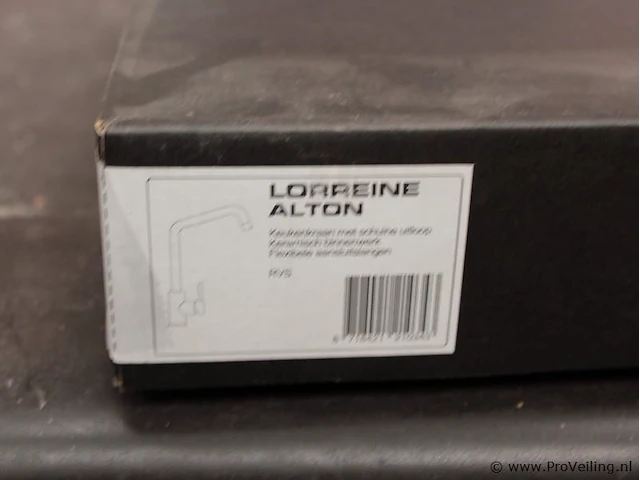 LORREINE
ALTON
Keukenkraan met schuine uitloop
Keramisch binnenwerk
Flexibele aansluitslangen
RVS
© www.ProVeiling.nl